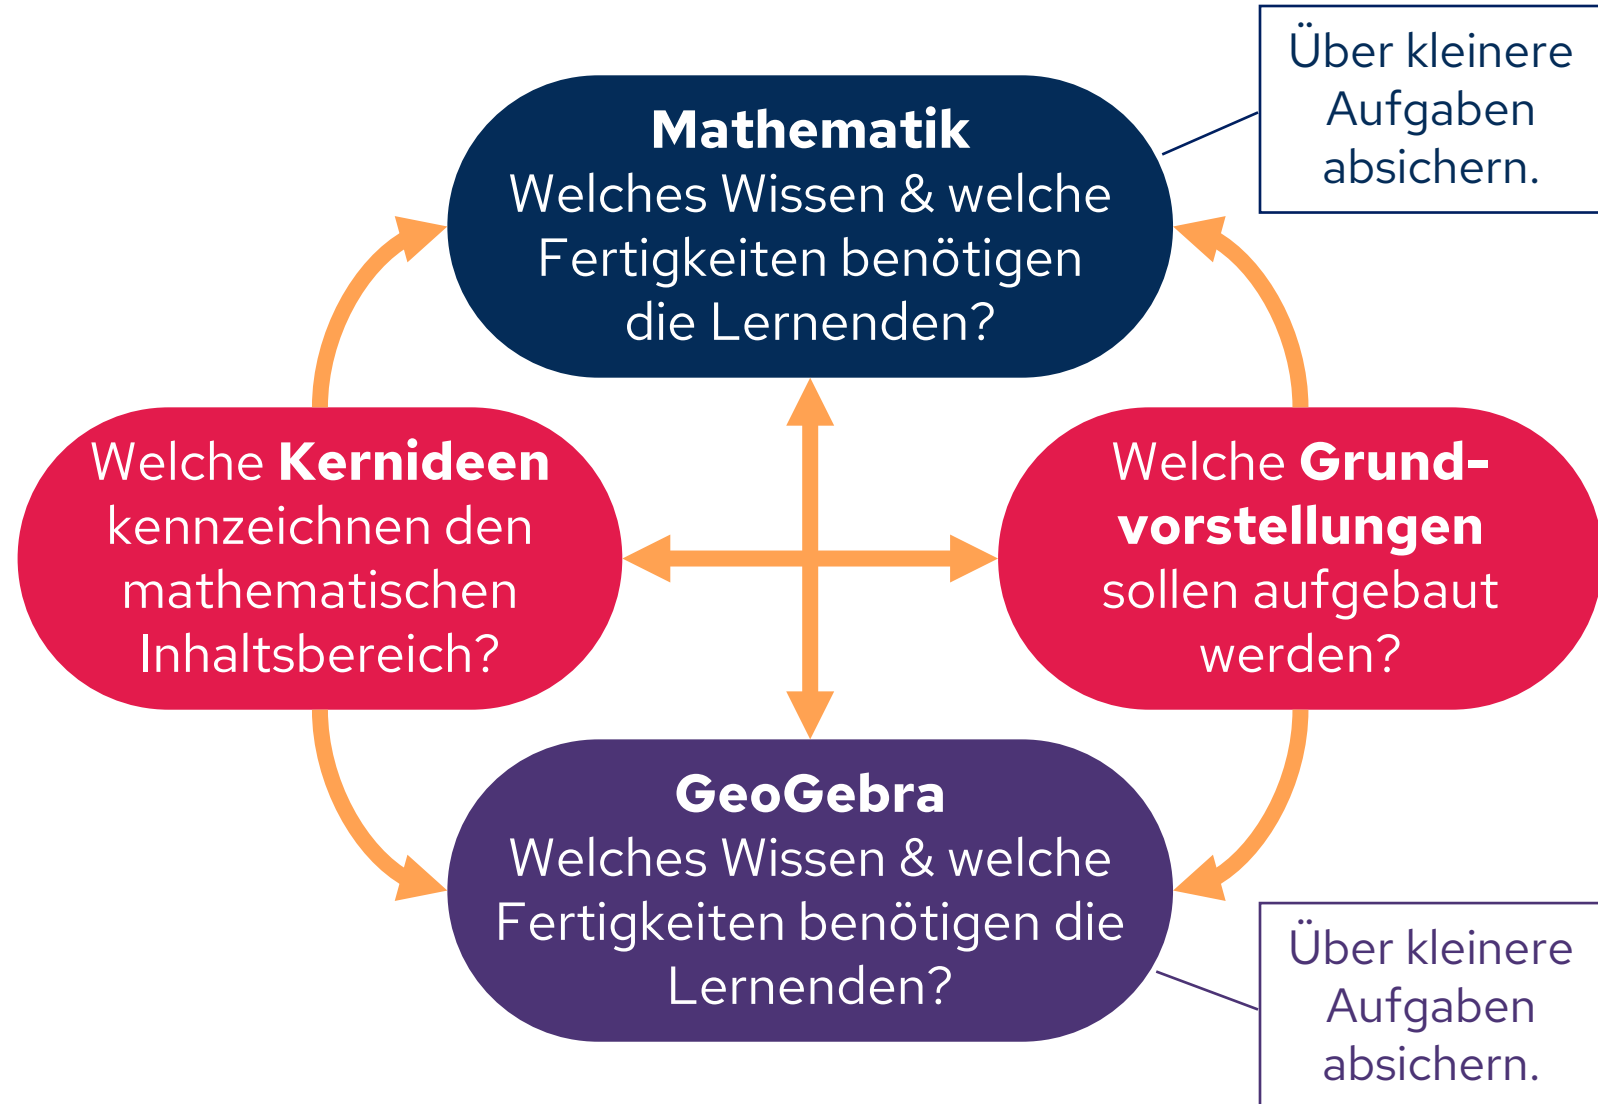 Über kleinere
Aufgaben
absichern.
Mathematik
Welches Wissen & welche
Fertigkeiten benötigen
die Lernenden?
Welche Kernideen
kennzeichnen den
mathematischen
Inhaltsbereich?
Welche Grund-
vorstellungen
sollen aufgebaut
werden?
GeoGebra
Welches Wissen & welche
Fertigkeiten benötigen die
Lernenden?
Über kleinere
Aufgaben
absichern.